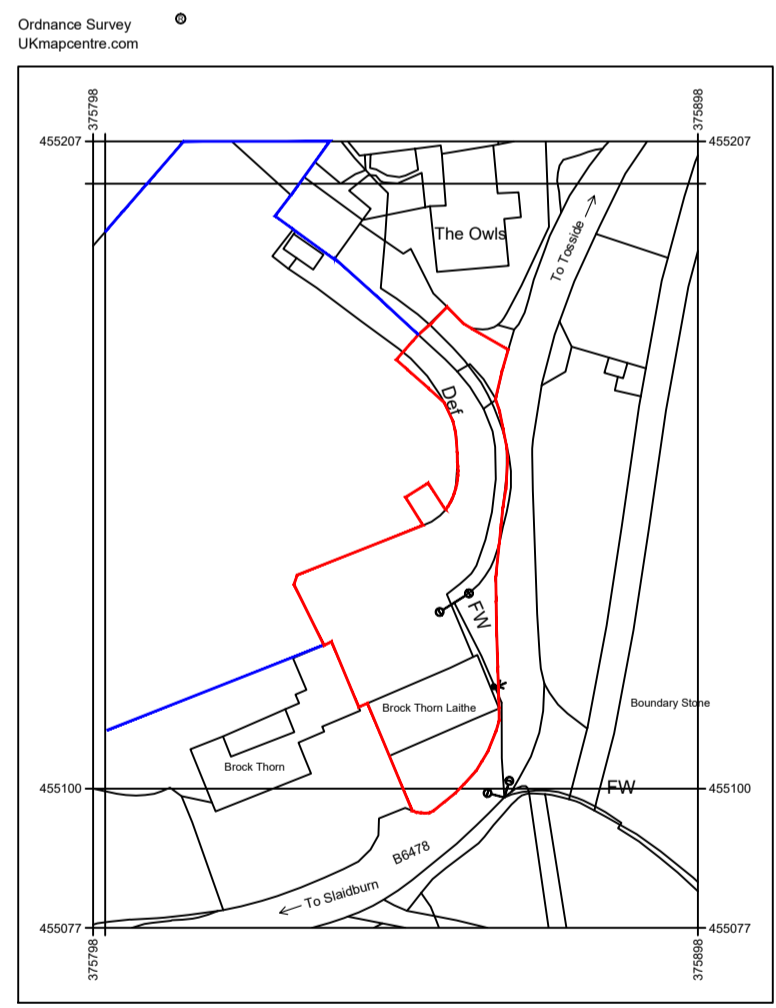 Ordnance Survey
UKmapcentre.com
375798
375898
455207
455207
The Owls
To Tosside
Def
FW
Boundary Stone
Brock Thorn Laithe
Brock Thorn
455100
455100
FW
B6478
To Slaidburn
455077
455077
375798
375898